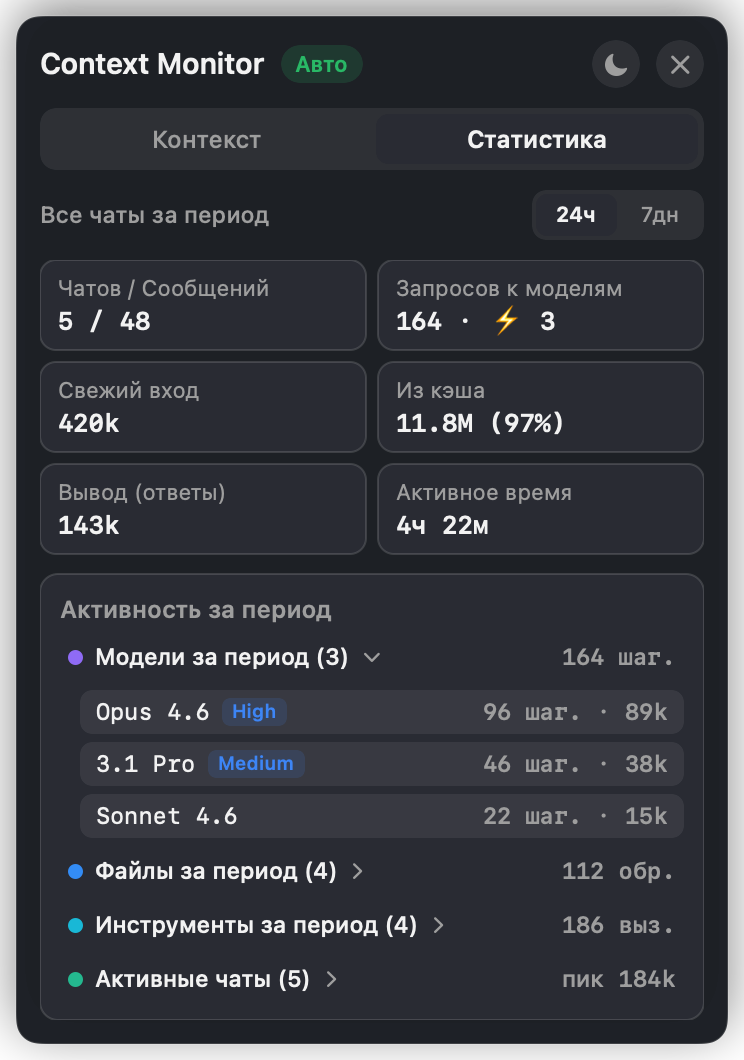 Context Monitor Авто
Контекст Статистика
Все чаты за период 24ч 7дн
Чатов / Сообщений
5 / 48
Запросов к моделям
164 · ⚡ 3
Свежий вход
420k
Из кэша
11.8M (97%)
Вывод (ответы)
143k
Активное время
4ч 22м
Активность за период
Модели за период (3) 164 шаг.
Opus 4.6 High 96 шаг. · 89k
3.1 Pro Medium 46 шаг. · 38k
Sonnet 4.6 22 шаг. · 15k
Файлы за период (4) 112 обр.
Инструменты за период (4) 186 выз.
Активные чаты (5) пик 184k